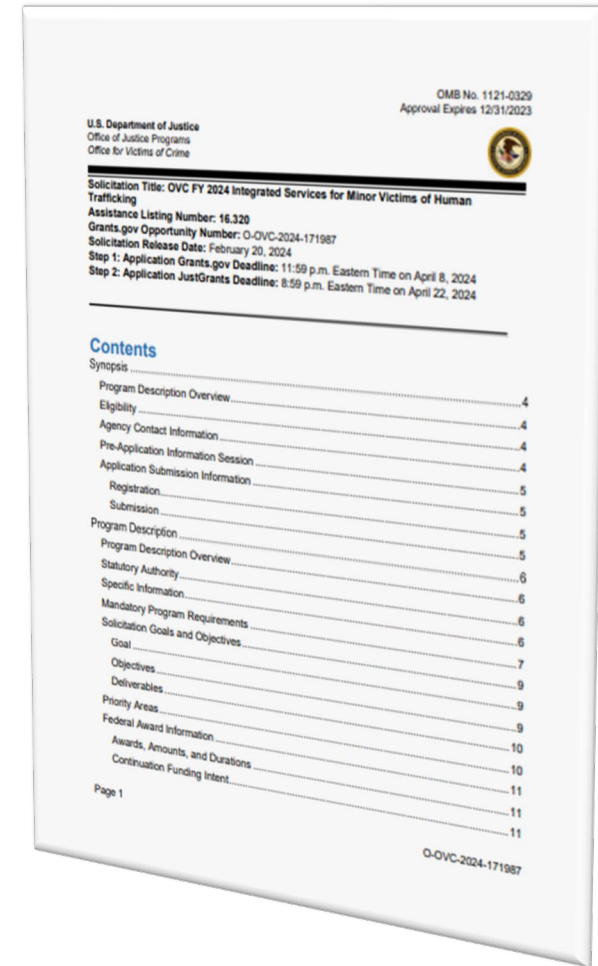 OMB No. 1121-0329
Approval Expires 12/31/2023
U.S. Department of Justice
Office of Justice Programs
Office for Victims of Crime
Solicitation Title: OVC FY 2024 Integrated Services for Minor Victims of Human
Trafficking
Assistance Listing Number: 16.320
Grants.gov Opportunity Number: O-OVC-2024-171987
Solicitation Release Date: February 20, 2024
Step 1: Application Grants.gov Deadline: 11:59 p.m. Eastern Time on April 8, 2024
Step 2: Application JustGrants Deadline: 8:59 p.m. Eastern Time on April 22, 2024
Contents
Synopsis 4
Program Description Overview 4
Eligibility 4
Agency Contact Information 4
Pre-Application Information Session 5
Application Submission Information 5
Registration 5
Submission 5
Program Description 6
Program Description Overview 6
Statutory Authority 6
Specific Information 6
Mandatory Program Requirements 7
Solicitation Goals and Objectives 9
Goal 9
Objectives 9
Deliverables 10
Priority Areas 10
Federal Award Information 11
Awards, Amounts, and Durations 11
Continuation Funding Intent 11
Page 1
O-OVC-2024-171987